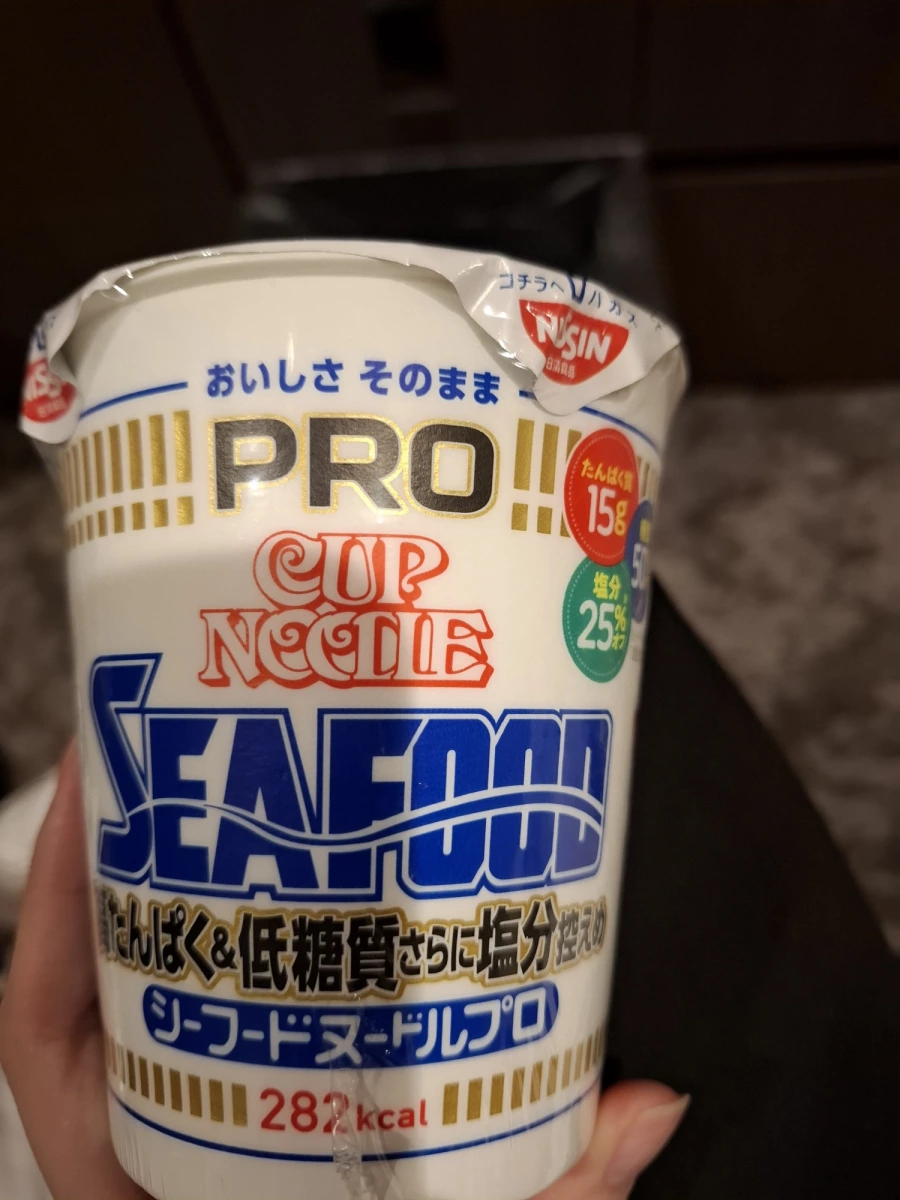 コチラへ
NISSIN
日清食品
おいしさ そのまま
PRO
たんぱく質
15g
50
塩分
25%※
オフ
CUP
NOODLE
SEAFOOD
たんぱく&低糖質さらに塩分控えめ
シーフードヌードルプロ
282kcal